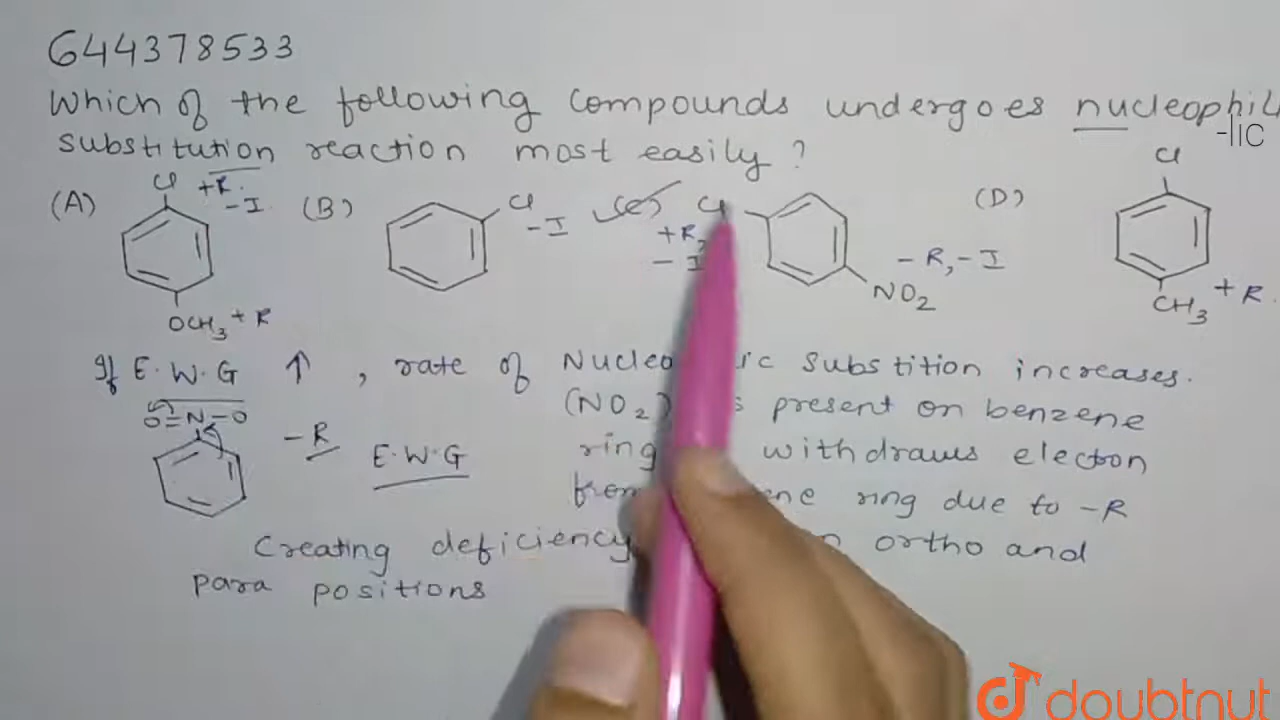 644378533
Which of the following compounds undergoes nucleophil
-lic
substitution reaction most easily ?
(A) Cl +R, -I OCH3 +R
(B) Cl -I
(C) Cl +R, -I NO2 -R, -I
(D) Cl CH3 +R
If E.W.G ↑ , rate of Nucleo ic Substition increases.
(NO2) s present on benzene
ring withdraws electron
ne ring due to -R
O=N-O -R E.W.G
Creating deficiency ortho and
para positions
doubtnut